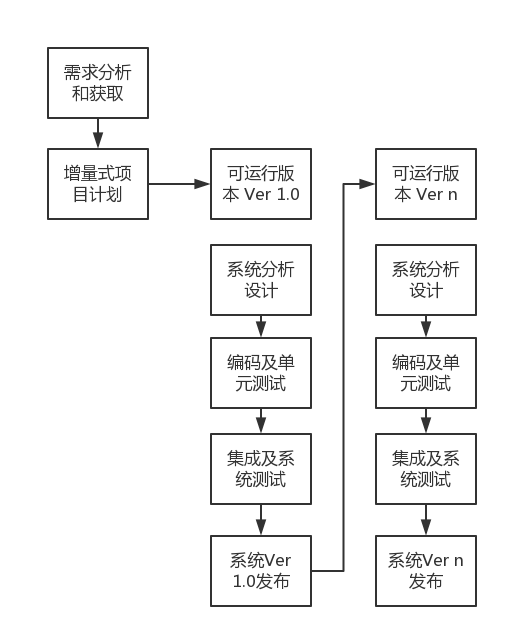 需求分析
和获取
增量式项
目计划
可运行版
本 Ver 1.0
系统分析
设计
编码及单
元测试
集成及系
统测试
系统Ver
1.0发布
可运行版
本 Ver n
系统分析
设计
编码及单
元测试
集成及系
统测试
系统Ver n
发布